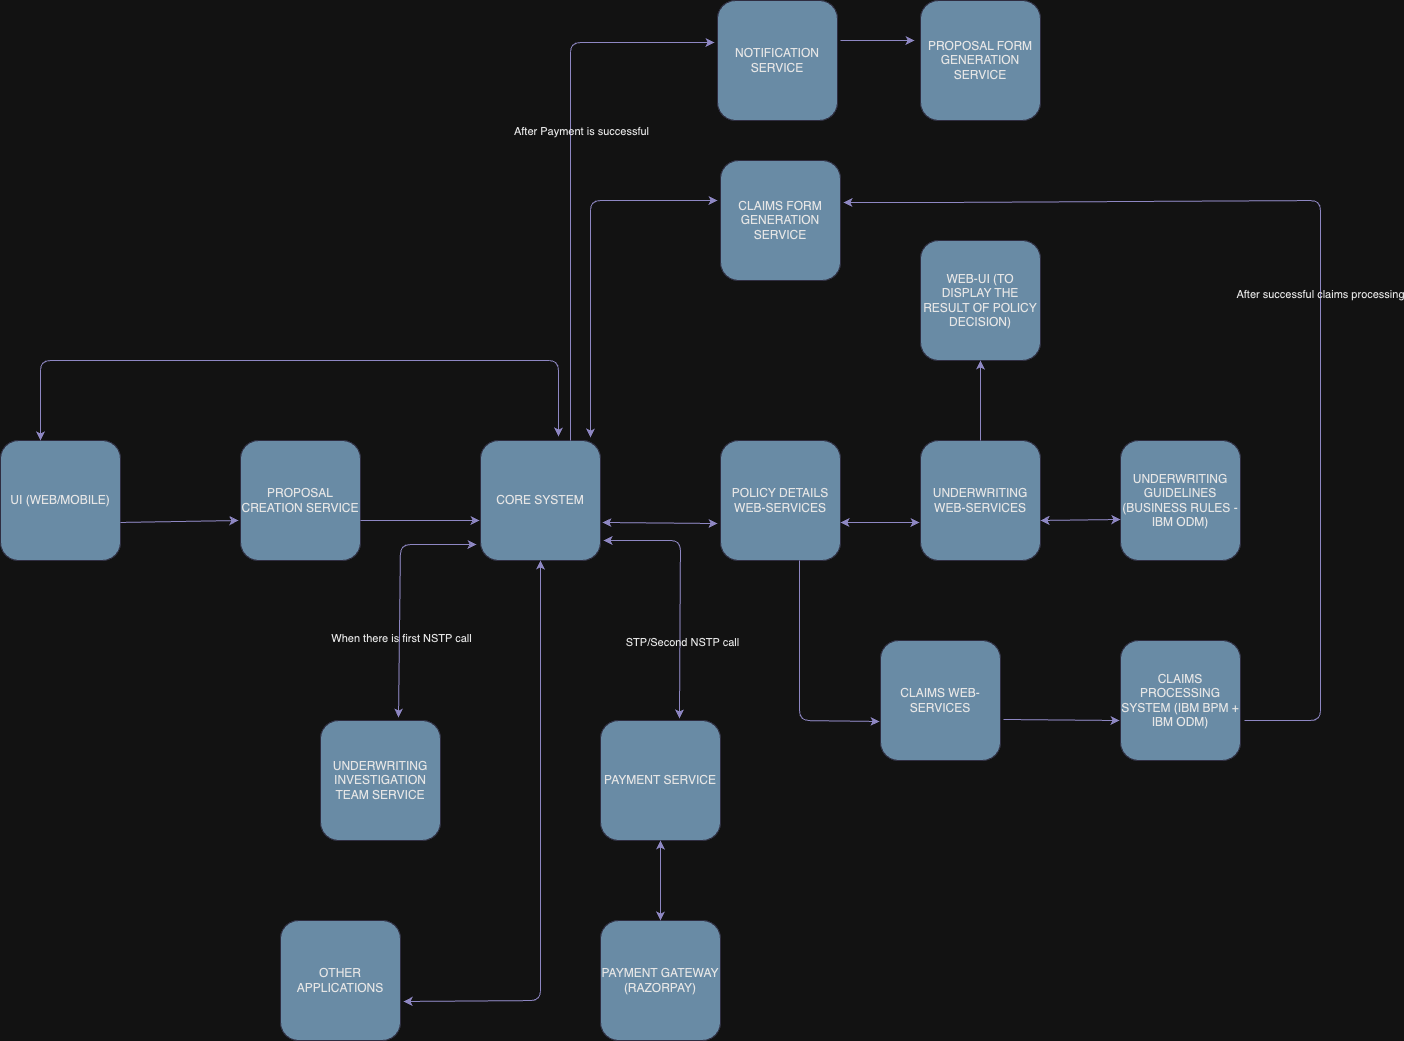 NOTIFICATION
SERVICE
PROPOSAL FORM
GENERATION
SERVICE
After Payment is successful
CLAIMS FORM
GENERATION
SERVICE
WEB-UI (TO
DISPLAY THE
RESULT OF POLICY
DECISION)
After successful claims processing
UI (WEB/MOBILE)
PROPOSAL
CREATION SERVICE
CORE SYSTEM
POLICY DETAILS
WEB-SERVICES
UNDERWRITING
WEB-SERVICES
UNDERWRITING
GUIDELINES
(BUSINESS RULES -
IBM ODM)
When there is first NSTP call
STP/Second NSTP call
CLAIMS WEB-
SERVICES
CLAIMS
PROCESSING
SYSTEM (IBM BPM +
IBM ODM)
UNDERWRITING
INVESTIGATION
TEAM SERVICE
PAYMENT SERVICE
OTHER
APPLICATIONS
PAYMENT GATEWAY
(RAZORPAY)